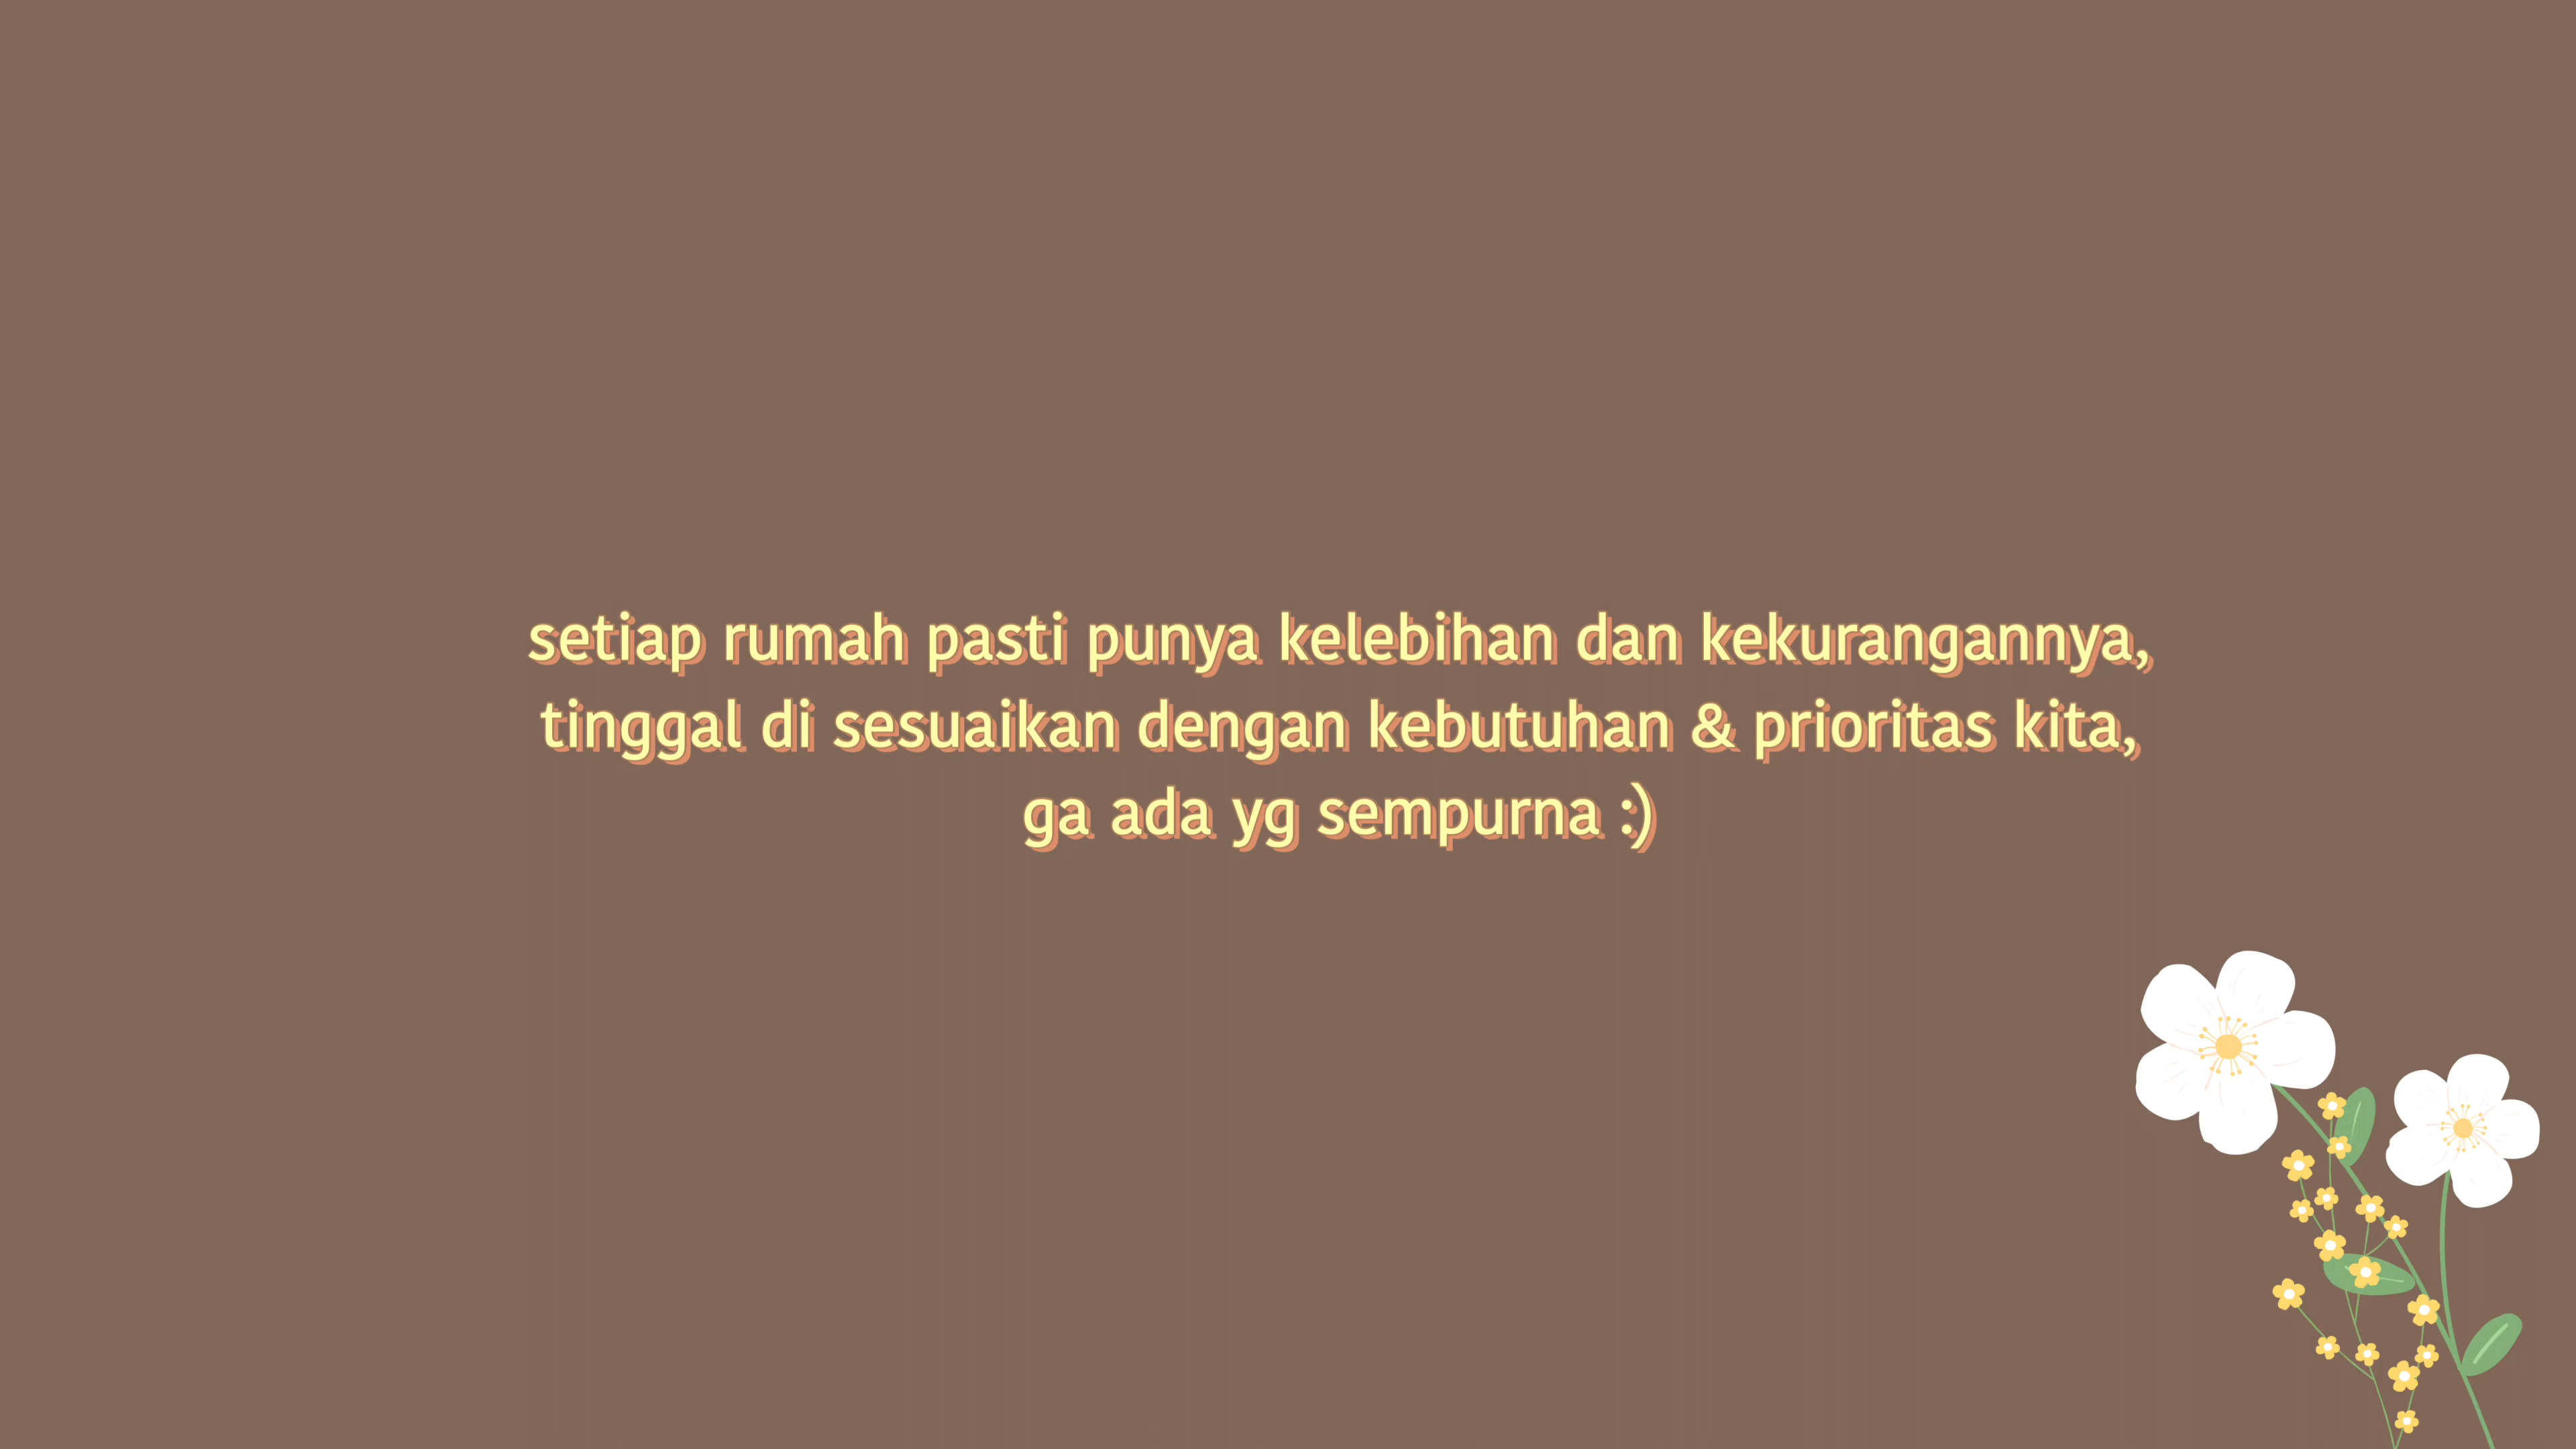 setiap rumah pasti punya kelebihan dan kekurangannya,
tinggal di sesuaikan dengan kebutuhan & prioritas kita,
ga ada yg sempurna :)